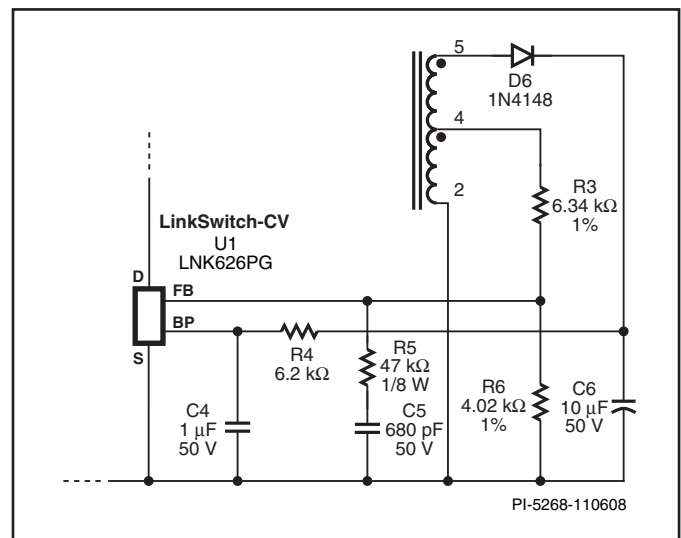 5
D6
1N4148
4
2
R3
6.34 kΩ
1%
LinkSwitch-CV
U1
LNK626PG
D
FB
BP
S
R4
6.2 kΩ
R5
47 kΩ
1/8 W
C4
1 μF
50 V
C5
680 pF
50 V
R6
4.02 kΩ
1%
C6
10 μF
50 V
PI-5268-110608